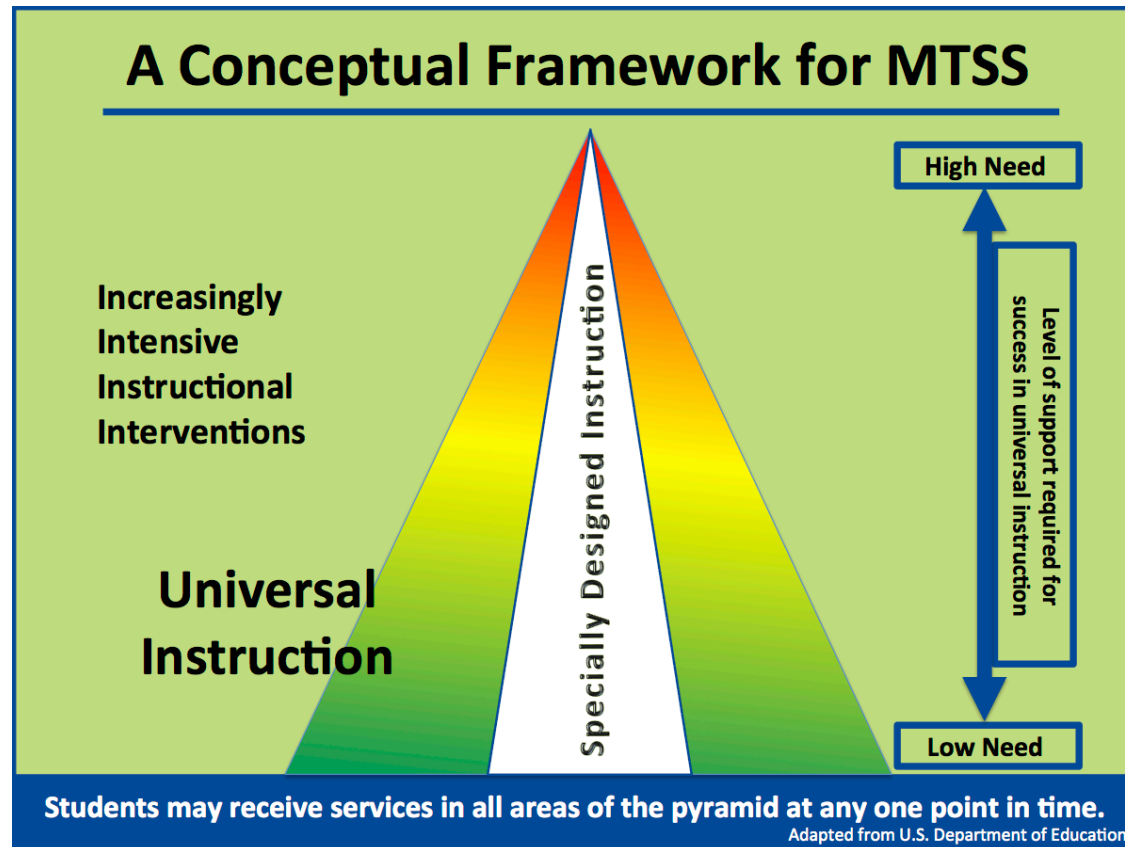 A Conceptual Framework for MTSS
High Need
Increasingly
Intensive
Instructional
Interventions
Universal
Instruction
Specially Designed Instruction
Level of support required for
success in universal instruction
Low Need
Students may receive services in all areas of the pyramid at any one point in time.
Adapted from U.S. Department of Education